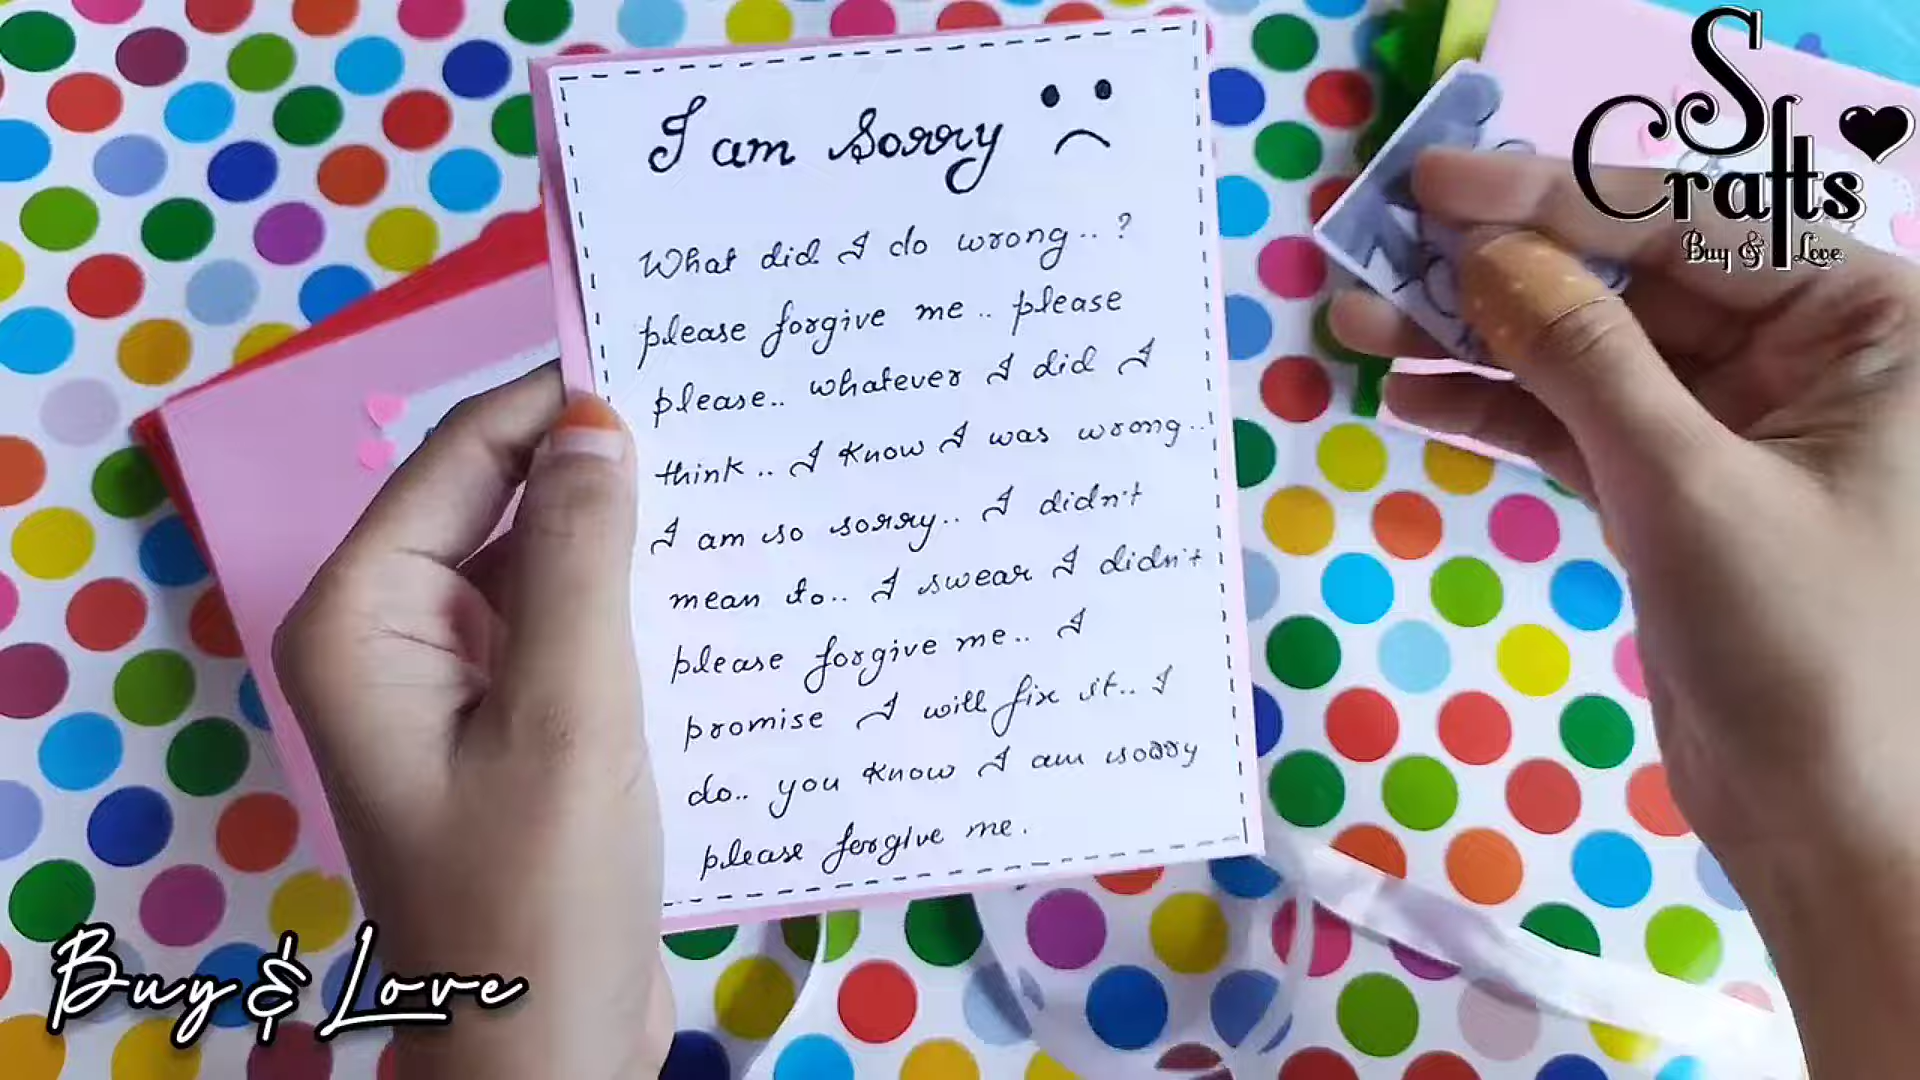 I am sorry
What did I do wrong..?
please forgive me.. please
please.. whatever I did I
think.. I know I was wrong..
I am so sorry.. I didn't
mean to.. I swear I didn't
please forgive me.. I
promise I will fix it.. I
do.. you know I am sorry
please forgive me.
S Crafts
Buy & Love
Buy & Love